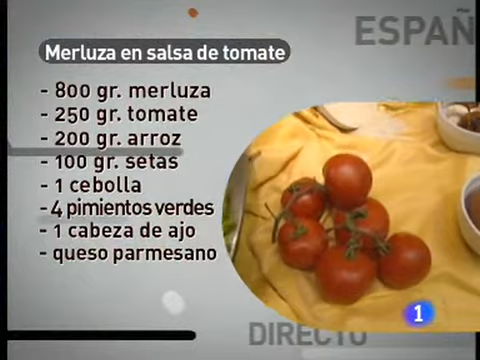 ESPAÑ
Merluza en salsa de tomate
- 800 gr. merluza
- 250 gr. tomate
- 200 gr. arroz
- 100 gr. setas
- 1 cebolla
- 4 pimientos verdes
- 1 cabeza de ajo
- queso parmesano
1
DIRECTO